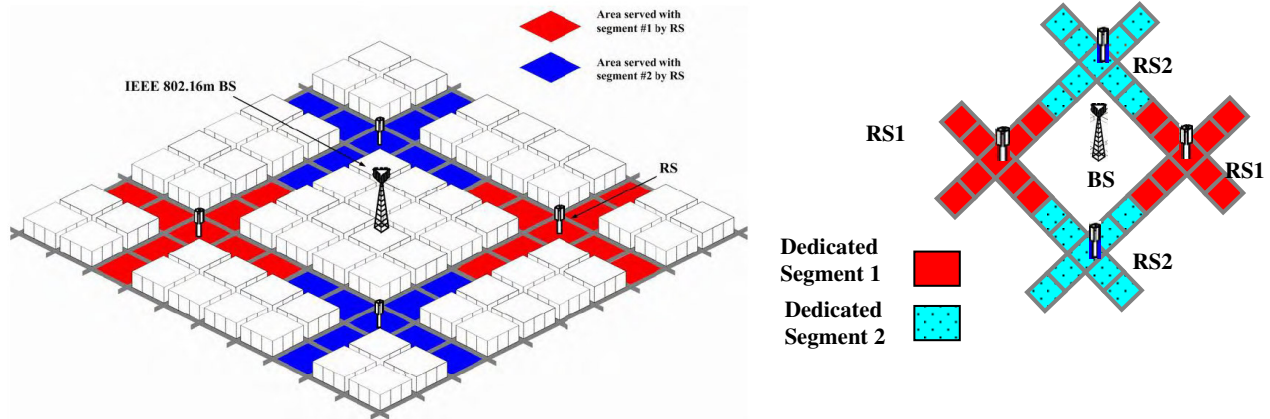 Area served with
segment #1 by RS
Area served with
segment #2 by RS
IEEE 802.16m BS
RS
RS2
RS1
BS
RS1
RS2
Dedicated
Segment 1
Dedicated
Segment 2